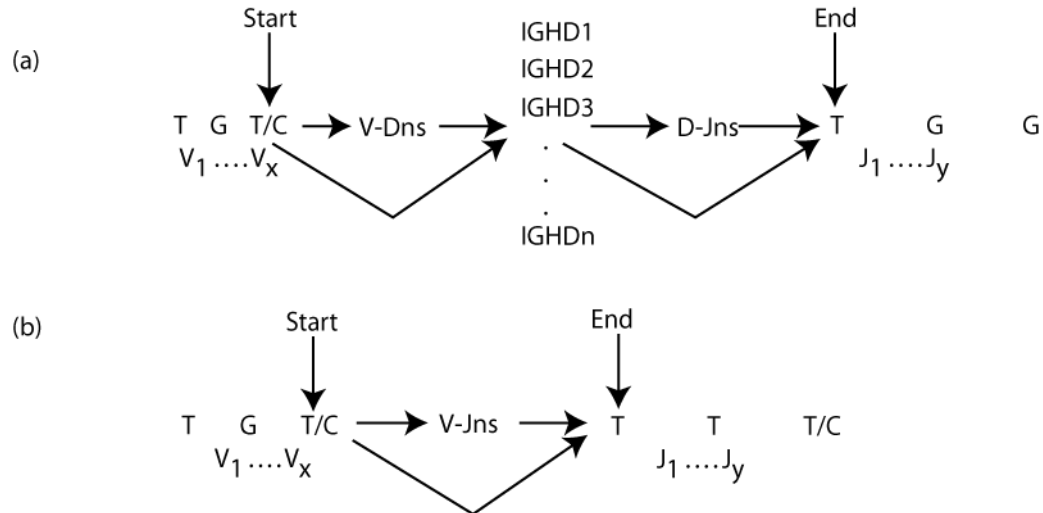 (a)
Start
IGHD1
IGHD2
IGHD3
End
T G T/C V-Dns . D-Jns T G G
V1 ....Vx . J1 ....Jy
.
IGHDn
(b)
Start End
T G T/C V-Jns T T T/C
V1 ....Vx J1 ....Jy